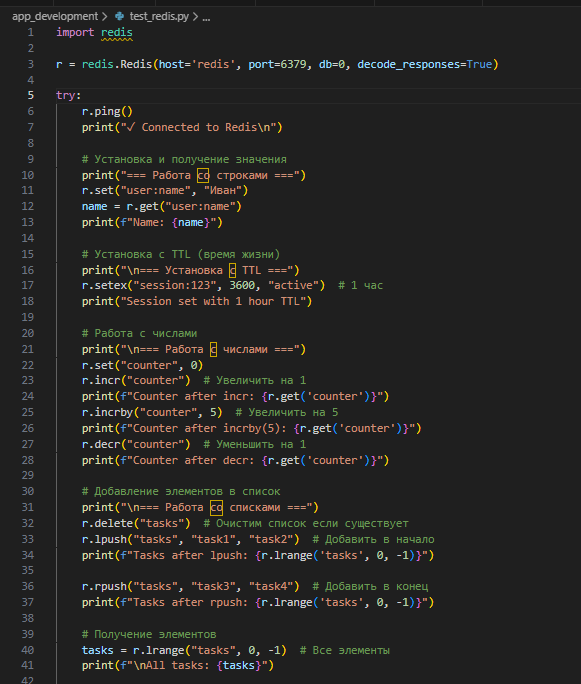 app_development > test_redis.py > ...
1 import redis
2
3 r = redis.Redis(host='redis', port=6379, db=0, decode_responses=True)
4
5 try:
6     r.ping()
7     print("✓ Connected to Redis\n")
8
9     # Установка и получение значения
10     print("=== Работа со строками ===")
11     r.set("user:name", "Иван")
12     name = r.get("user:name")
13     print(f"Name: {name}")
14
15     # Установка с TTL (время жизни)
16     print("\n=== Установка с TTL ===")
17     r.setex("session:123", 3600, "active")  # 1 час
18     print("Session set with 1 hour TTL")
19
20     # Работа с числами
21     print("\n=== Работа с числами ===")
22     r.set("counter", 0)
23     r.incr("counter")  # Увеличить на 1
24     print(f"Counter after incr: {r.get('counter')}")
25     r.incrby("counter", 5)  # Увеличить на 5
26     print(f"Counter after incrby(5): {r.get('counter')}")
27     r.decr("counter")  # Уменьшить на 1
28     print(f"Counter after decr: {r.get('counter')}")
29
30     # Добавление элементов в список
31     print("\n=== Работа со списками ===")
32     r.delete("tasks")  # Очистим список если существует
33     r.lpush("tasks", "task1", "task2")  # Добавить в начало
34     print(f"Tasks after lpush: {r.lrange('tasks', 0, -1)}")
35
36     r.rpush("tasks", "task3", "task4")  # Добавить в конец
37     print(f"Tasks after rpush: {r.lrange('tasks', 0, -1)}")
38
39     # Получение элементов
40     tasks = r.lrange("tasks", 0, -1)  # Все элементы
41     print(f"\nAll tasks: {tasks}")
42